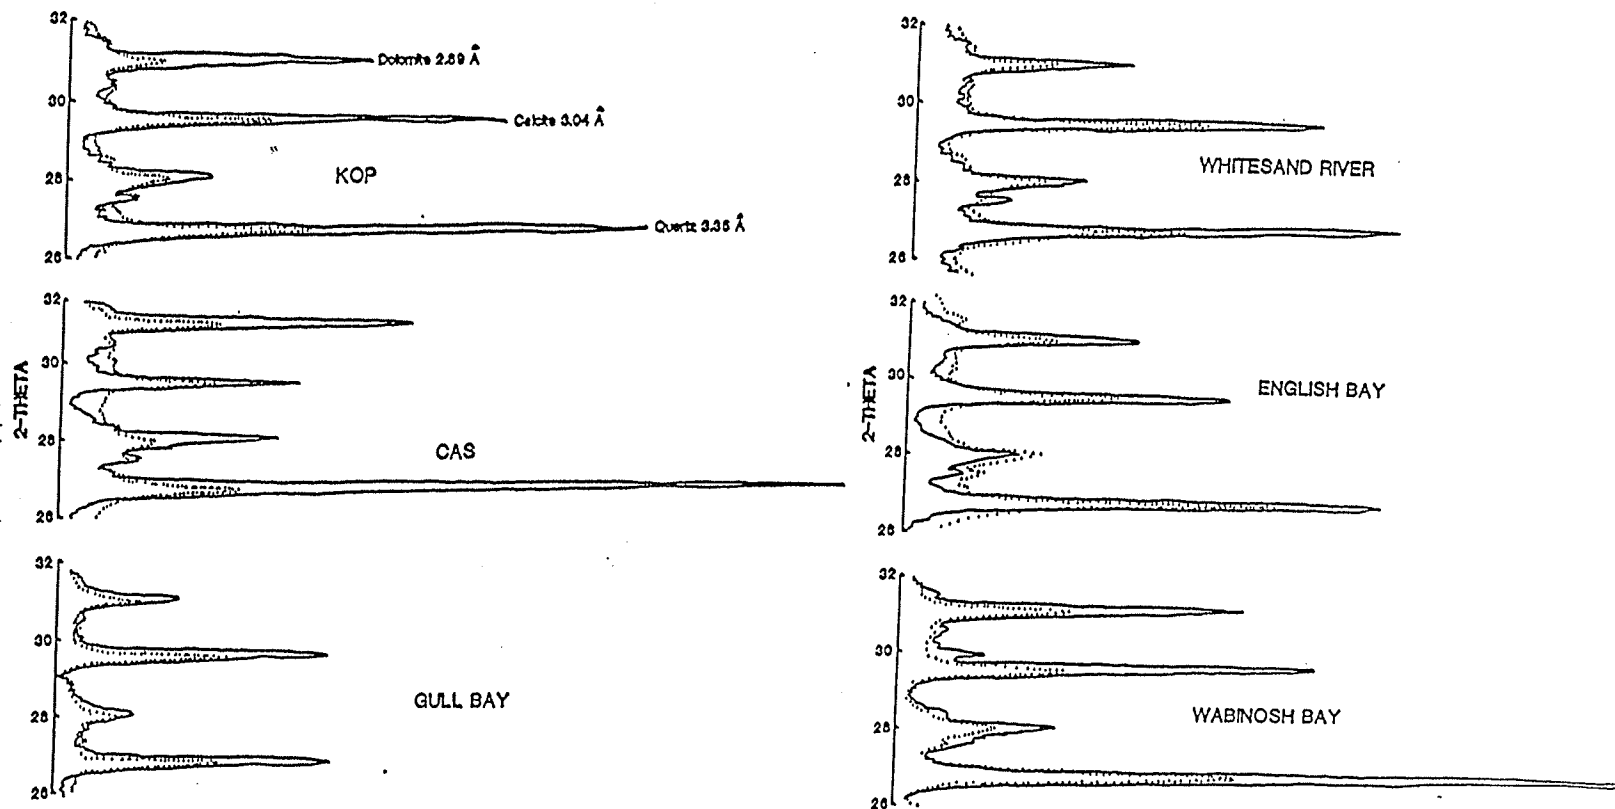 32
Dolomite 2.89 Å
30
Calcite 3.04 Å
28
KOP
Quartz 3.35 Å
26
32
30
2-THETA
28
CAS
26
32
30
28
GULL BAY
26
32
30
28
WHITESAND RIVER
26
32
30
2-THETA
ENGLISH BAY
28
26
32
30
28
WABINOSH BAY
26